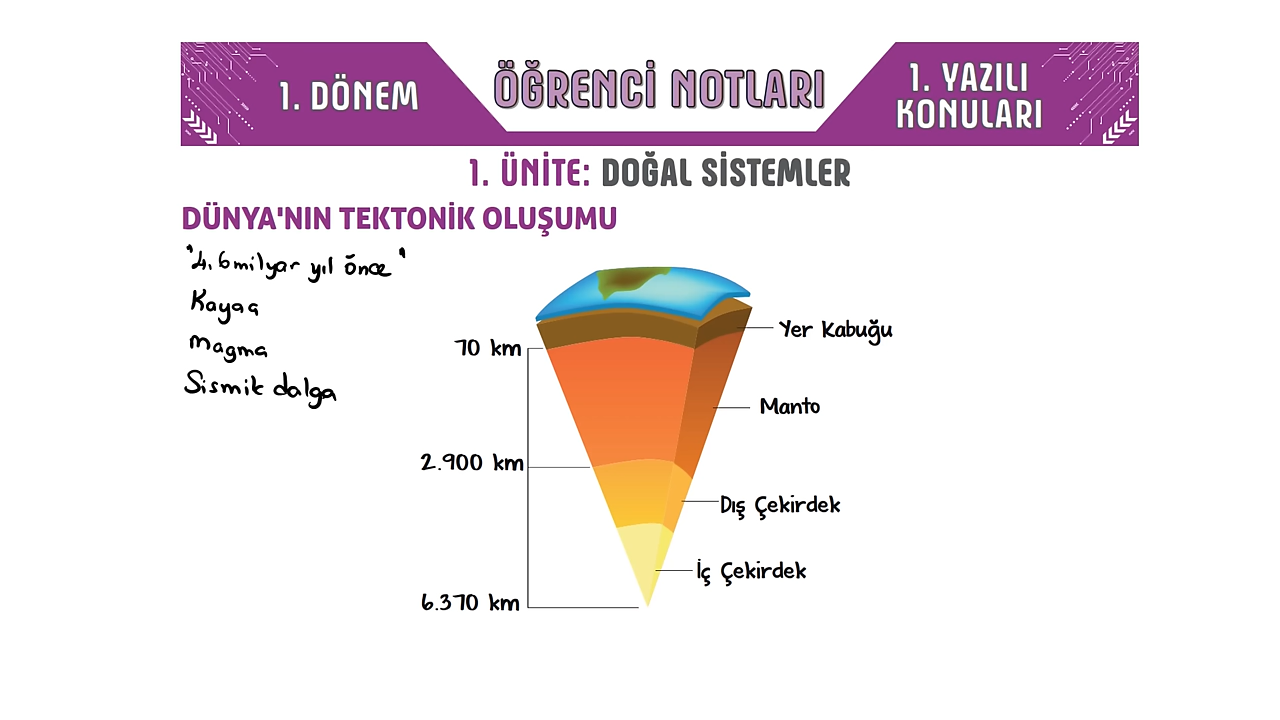 1. DÖNEM
ÖĞRENCİ NOTLARI
1. YAZILI
KONULARI
1. ÜNİTE: DOĞAL SİSTEMLER
DÜNYA'NIN TEKTONİK OLUŞUMU
"4,6 milyar yıl önce"
Kayaç
magma
Sismik dalga
70 km
2.900 km
6.370 km
Yer Kabuğu
Manto
Dış Çekirdek
İç Çekirdek